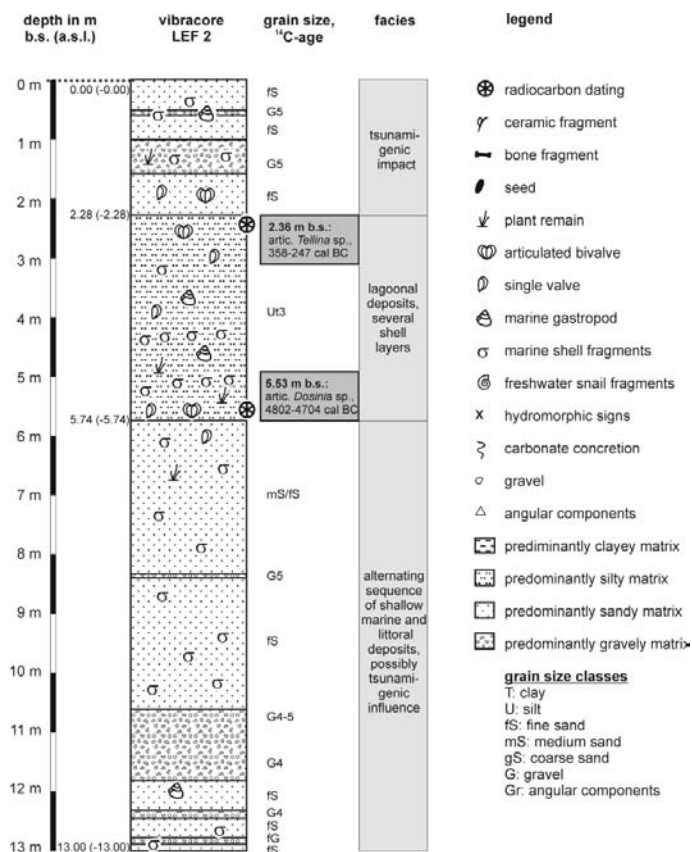 depth in m
b.s. (a.s.l.)
vibracore
LEF 2
grain size,
14C-age
facies
legend
0 m
0.00 (-0.00)
fS
G5
fS
1 m
G5
tsunami-
genic
impact
fS
2 m
2.28 (-2.28)
2.36 m b.s.:
artic. Tellina sp.,
358-247 cal BC
3 m
Ut3
lagoonal
deposits,
several
shell
layers
4 m
5 m
5.53 m b.s.:
artic. Dosinia sp.,
4802-4704 cal BC
5.74 (-5.74)
6 m
7 m
mS/fS
8 m
G5
9 m
fS
alternating
sequence
of shallow
marine and
littoral
deposits,
possibly
tsunami-
genic
influence
10 m
G4-5
11 m
G4
12 m
fS
G4
fS
fG
13 m
13.00 (-13.00)
fS
radiocarbon dating
ceramic fragment
bone fragment
seed
plant remain
articulated bivalve
single valve
marine gastropod
marine shell fragments
freshwater snail fragments
hydromorphic signs
carbonate concretion
gravel
angular components
prediminantly clayey matrix
predominantly silty matrix
predominantly sandy matrix
predominantly gravely matrix
grain size classes
T: clay
U: silt
fS: fine sand
mS: medium sand
gS: coarse sand
G: gravel
Gr: angular components